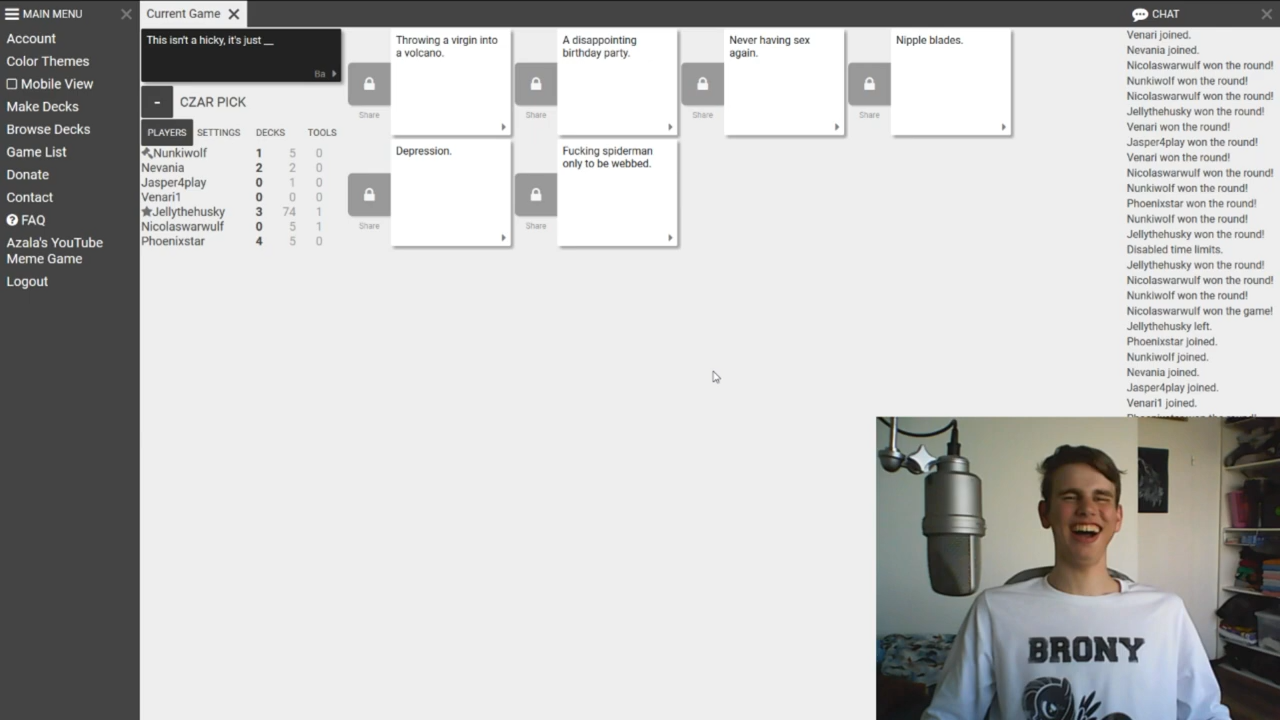 MAIN MENU
Account
Color Themes
Mobile View
Make Decks
Browse Decks
Game List
Donate
Contact
FAQ
Azala's YouTube
Meme Game
Logout
Current Game
This isn't a hicky, it's just __
Ba
- CZAR PICK
PLAYERS SETTINGS DECKS TOOLS
Nunkiwolf 1 5 0
Nevania 2 2 0
Jasper4play 0 1 0
Venari1 0 0 0
Jellythehusky 3 74 1
Nicolaswarwulf 0 5 1
Phoenixstar 4 5 0
Share
Throwing a virgin into
a volcano.
Share
A disappointing
birthday party.
Share
Never having sex
again.
Share
Nipple blades.
Share
Depression.
Share
Fucking spiderman
only to be webbed.
CHAT
Venari joined.
Nevania joined.
Nicolaswarwulf won the round!
Nunkiwolf won the round!
Nicolaswarwulf won the round!
Jellythehusky won the round!
Venari won the round!
Jasper4play won the round!
Venari won the round!
Nicolaswarwulf won the round!
Nunkiwolf won the round!
Phoenixstar won the round!
Nunkiwolf won the round!
Jellythehusky won the round!
Disabled time limits.
Jellythehusky won the round!
Nicolaswarwulf won the round!
Nunkiwolf won the round!
Nicolaswarwulf won the game!
Jellythehusky left.
Phoenixstar joined.
Nunkiwolf joined.
Nevania joined.
Jasper4play joined.
Venari1 joined.
BRONY